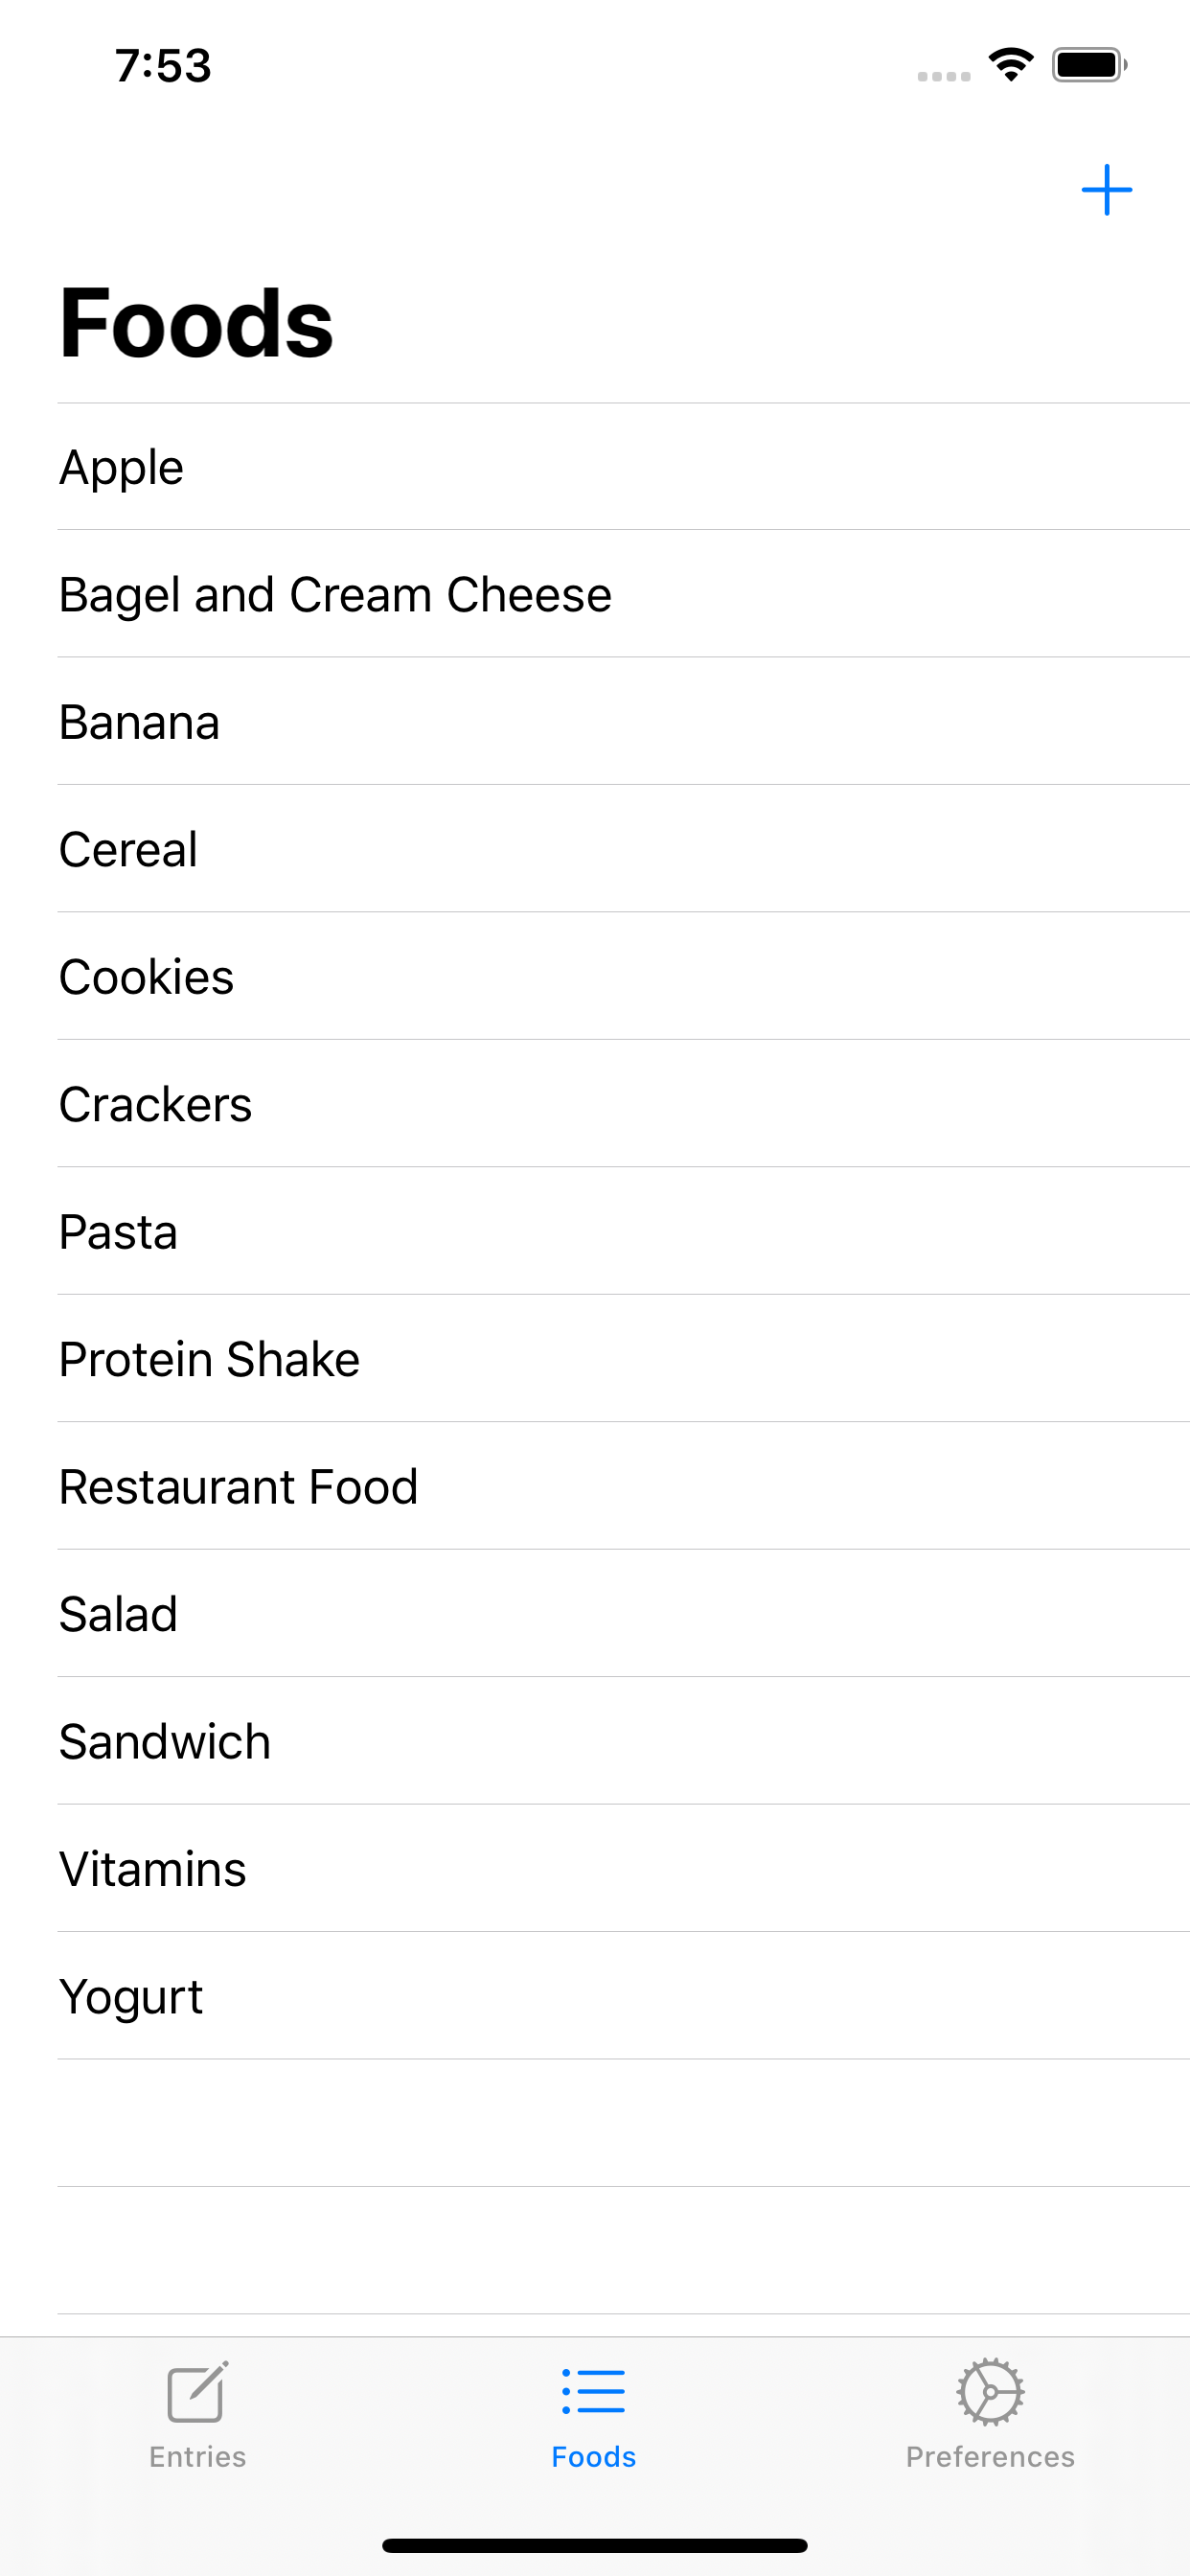 7:53
Foods
Apple
Bagel and Cream Cheese
Banana
Cereal
Cookies
Crackers
Pasta
Protein Shake
Restaurant Food
Salad
Sandwich
Vitamins
Yogurt
Entries
Foods
Preferences